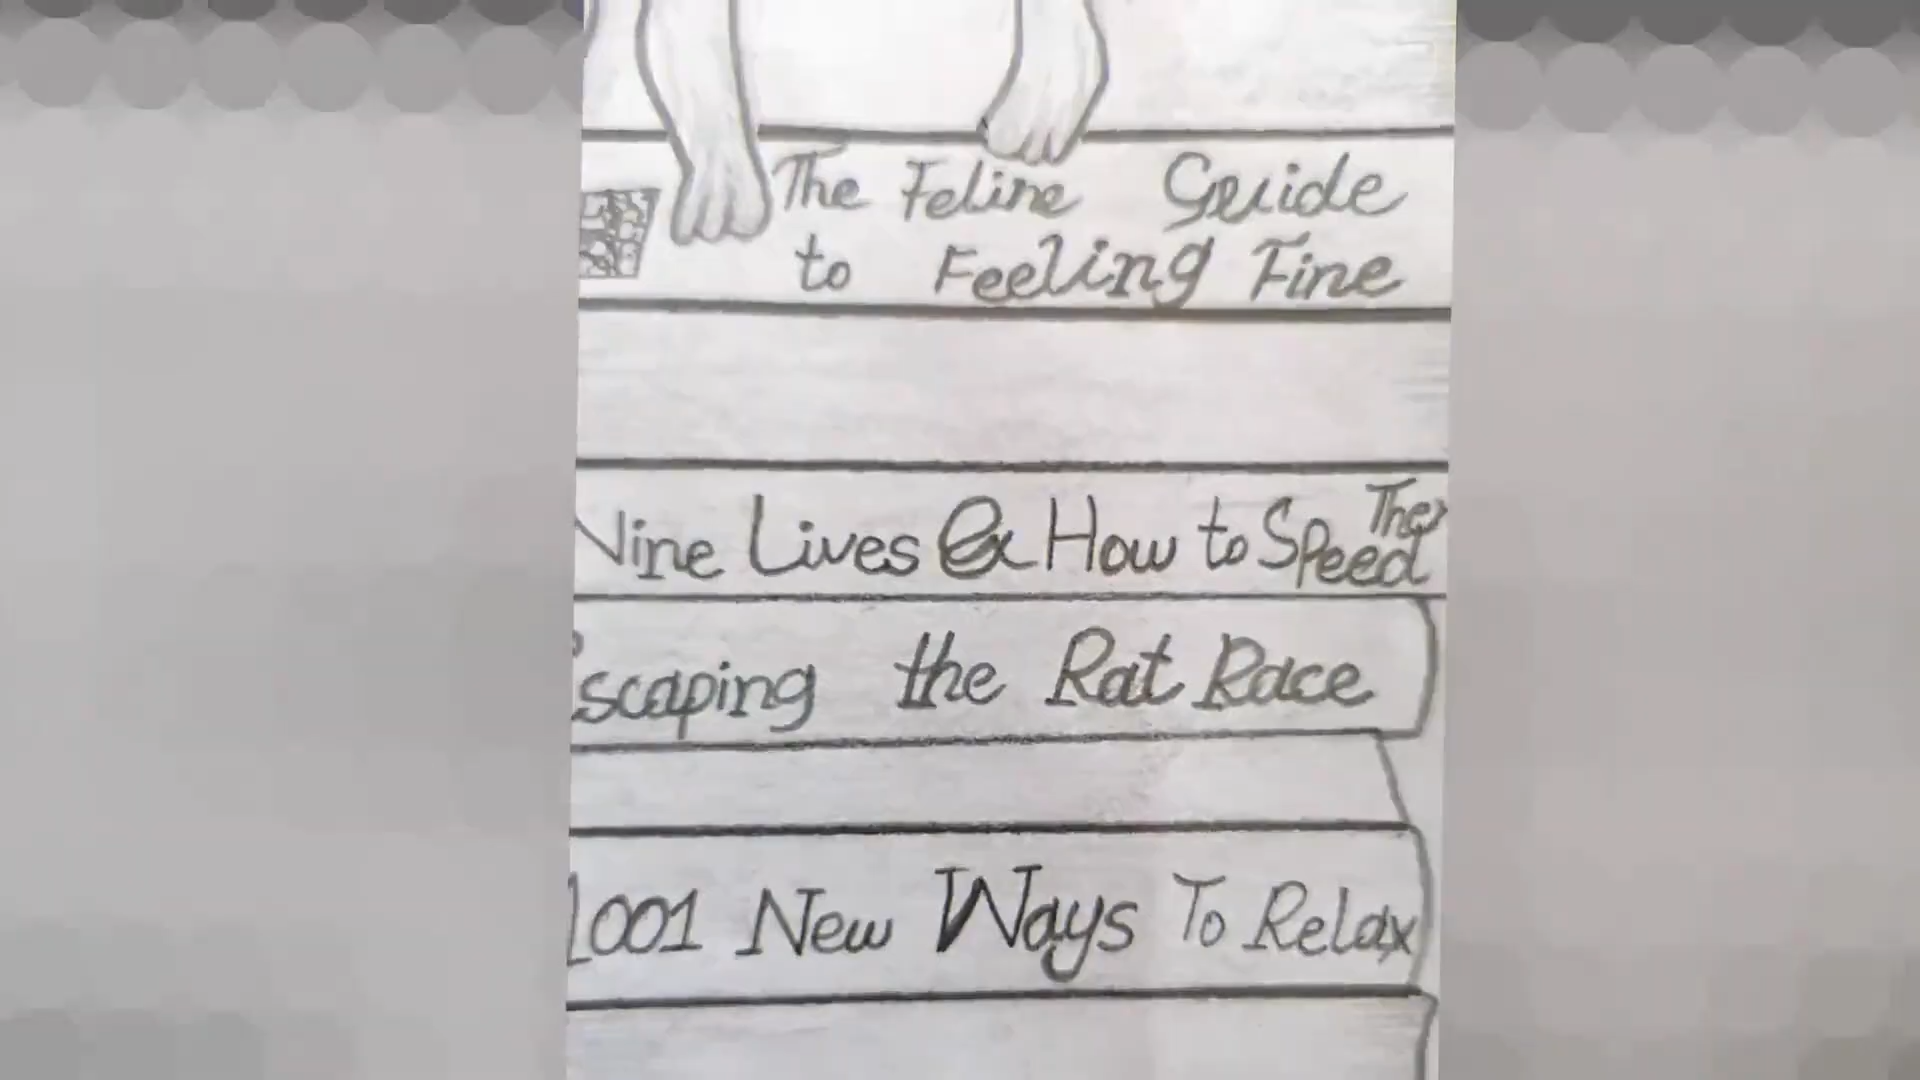 The Feline Guide
to Feeling Fine
Nine Lives & How to Speed The
scaping the Rat Race
1001 New Ways To Relax